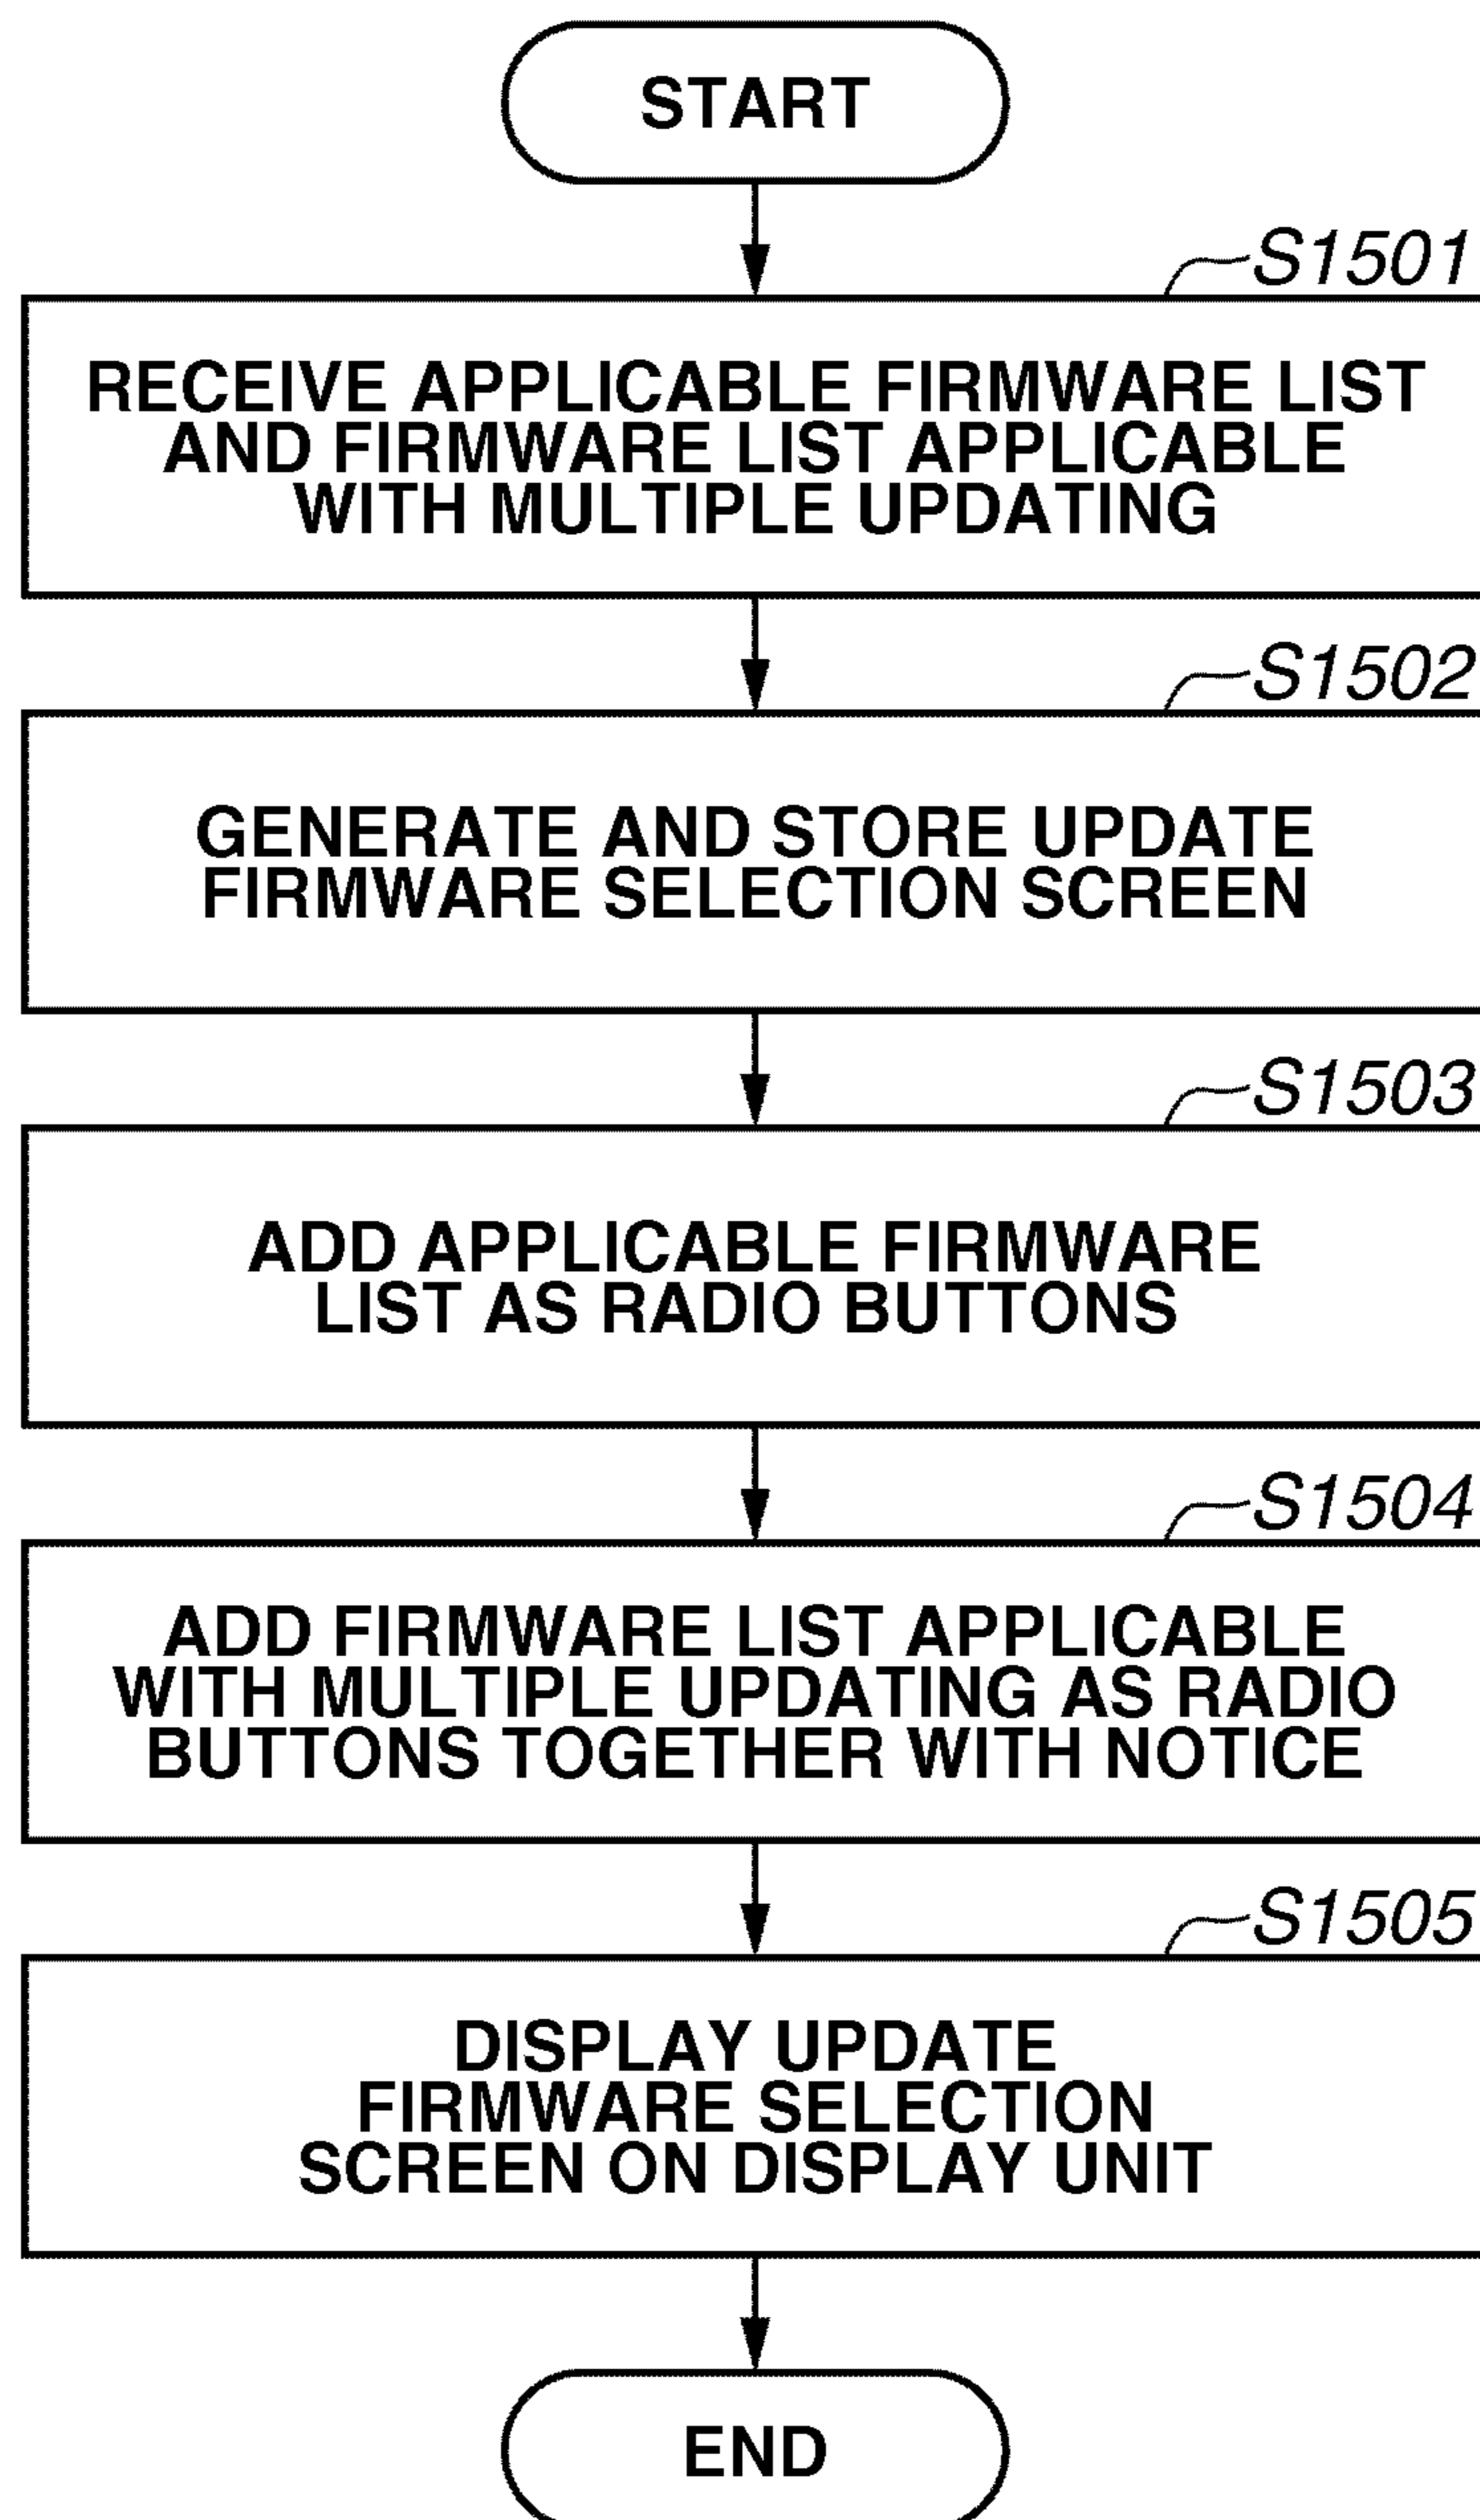 START
S1501
RECEIVE APPLICABLE FIRMWARE LIST
AND FIRMWARE LIST APPLICABLE
WITH MULTIPLE UPDATING
S1502
GENERATE AND STORE UPDATE
FIRMWARE SELECTION SCREEN
S1503
ADD APPLICABLE FIRMWARE
LIST AS RADIO BUTTONS
S1504
ADD FIRMWARE LIST APPLICABLE
WITH MULTIPLE UPDATING AS RADIO
BUTTONS TOGETHER WITH NOTICE
S1505
DISPLAY UPDATE
FIRMWARE SELECTION
SCREEN ON DISPLAY UNIT
END